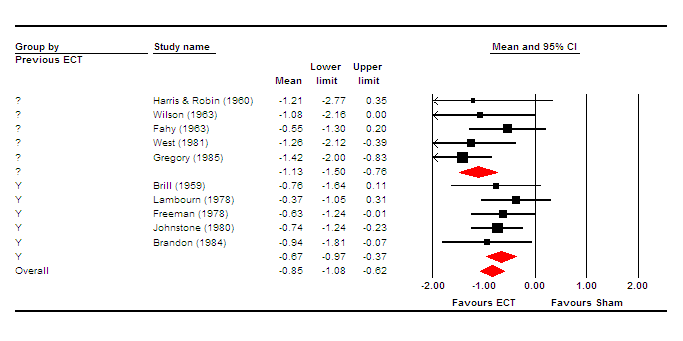 Group by Study name Mean and 95% CI
Previous ECT
Lower Upper
Mean limit limit
? Harris & Robin (1960) -1.21 -2.77 0.35
? Wilson (1963) -1.08 -2.16 0.00
? Fahy (1963) -0.55 -1.30 0.20
? West (1981) -1.26 -2.12 -0.39
? Gregory (1985) -1.42 -2.00 -0.83
? -1.13 -1.50 -0.76
Y Brill (1959) -0.76 -1.64 0.11
Y Lambourn (1978) -0.37 -1.05 0.31
Y Freeman (1978) -0.63 -1.24 -0.01
Y Johnstone (1980) -0.74 -1.24 -0.23
Y Brandon (1984) -0.94 -1.81 -0.07
Y -0.67 -0.97 -0.37
Overall -0.85 -1.08 -0.62
-2.00 -1.00 0.00 1.00 2.00
Favours ECT Favours Sham